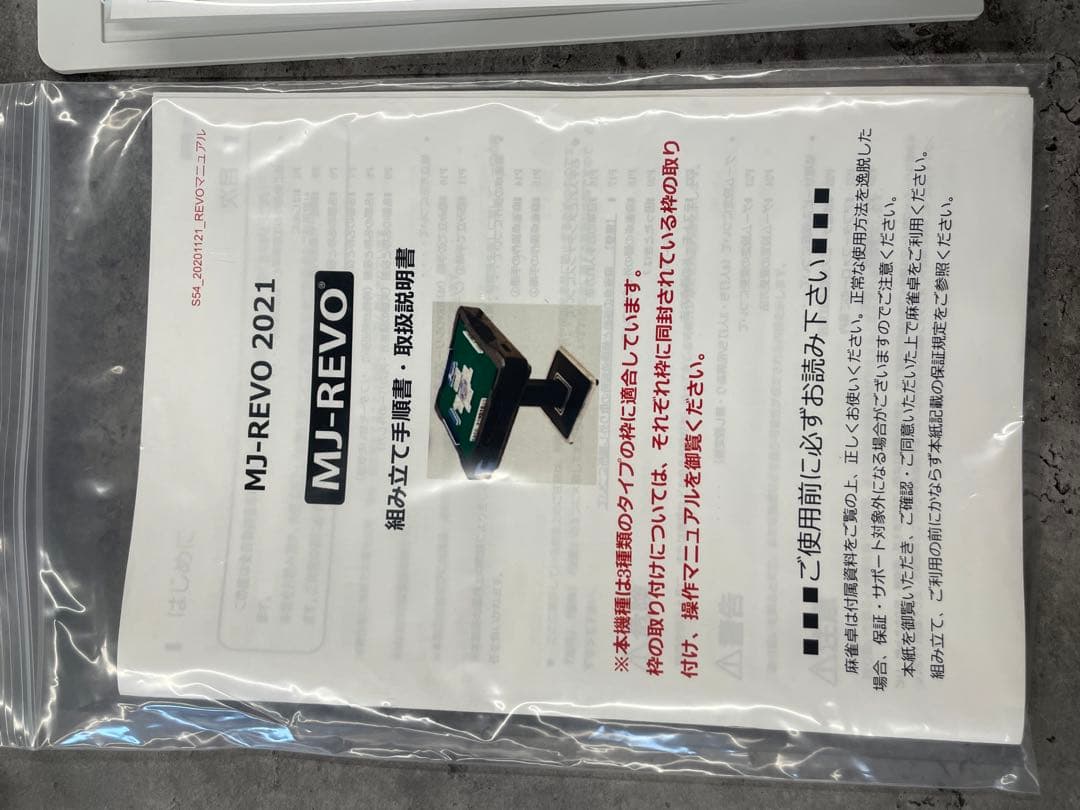 S54_20201121_REVOマニュアル
MJ-REVO 2021
MJ-REVO®
組み立て手順書・取扱説明書
※本機種は3種類のタイプの枠に適合しています。
枠の取り付けについては、それぞれ枠に同封されている枠の取り
付け、操作マニュアルを御覧ください。
■■■ご使用前に必ずお読み下さい■■■
麻雀卓は付属資料をご覧の上、正しくお使いください。正常な使用方法を逸脱した
場合、保証・サポート対象外になる場合がございますのでご注意ください。
本紙を御覧いただき、ご確認・ご同意いただいた上で麻雀卓をご利用ください。
組み立て、ご利用の前にかならず本紙記載の保証規定をご参照ください。